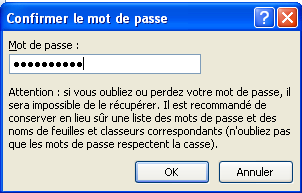 Confirmer le mot de passe
Mot de passe :
●●●●●●●●●●
Attention : si vous oubliez ou perdez votre mot de passe, il
sera impossible de le récupérer. Il est recommandé de
conserver en lieu sûr une liste des mots de passe et des
noms de feuilles et classeurs correspondants (n'oubliez pas
que les mots de passe respectent la casse).
OK
Annuler